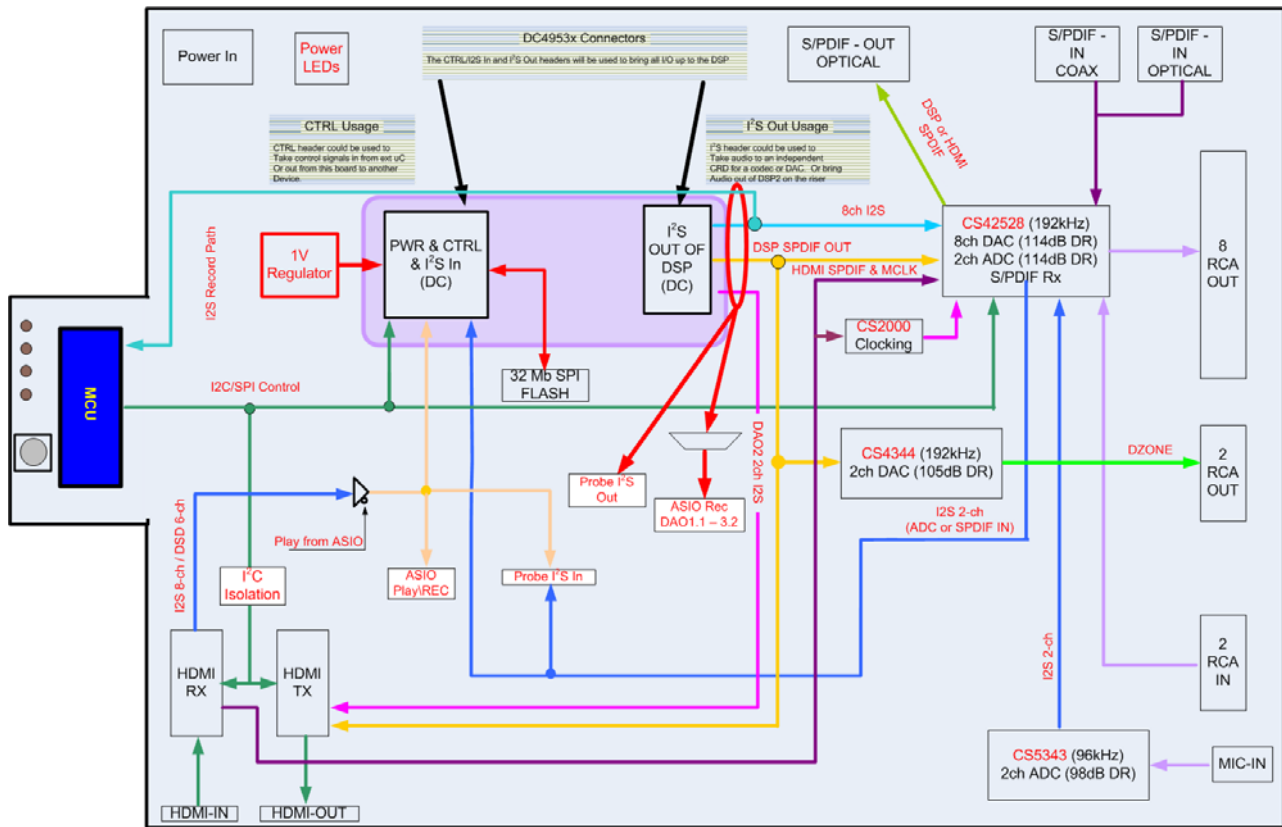 Power In
Power
LEDs
DC4953x Connectors
The CTRL/I2S In and I²S Out headers will be used to bring all I/O up to the DSP
S/PDIF - OUT
OPTICAL
S/PDIF -
IN
COAX
S/PDIF -
IN
OPTICAL
CTRL Usage
CTRL header could be used to
Take control signals in from ext uC
Or out from this board to another
Device.
I²S Out Usage
I²S header could be used to
Take audio to an independent
CRD for a codec or DAC. Or bring
Audio out of DSP2 on the riser
DSP or HDMI
SPDIF
1V
Regulator
PWR & CTRL
& I²S In
(DC)
I²S
OUT OF
DSP
(DC)
8ch I2S
DSP SPDIF OUT
HDMI SPDIF & MCLK
CS42528 (192kHz)
8ch DAC (114dB DR)
2ch ADC (114dB DR)
S/PDIF Rx
8
RCA
OUT
I2S Record Path
CS2000
Clocking
MCU
I2C/SPI Control
32 Mb SPI
FLASH
DAO2 2ch I2S
CS4344 (192kHz)
2ch DAC (105dB DR)
DZONE
2
RCA
OUT
Probe I²S
Out
ASIO Rec
DAO1.1 – 3.2
I2S 2-ch
(ADC or SPDIF IN)
I2S 8-ch / DSD 6-ch
Play from ASIO
I²C
Isolation
ASIO
Play\REC
Probe I²S In
HDMI
RX
HDMI
TX
I2S 2-ch
2
RCA
IN
CS5343 (96kHz)
2ch ADC (98dB DR)
MIC-IN
HDMI-IN
HDMI-OUT